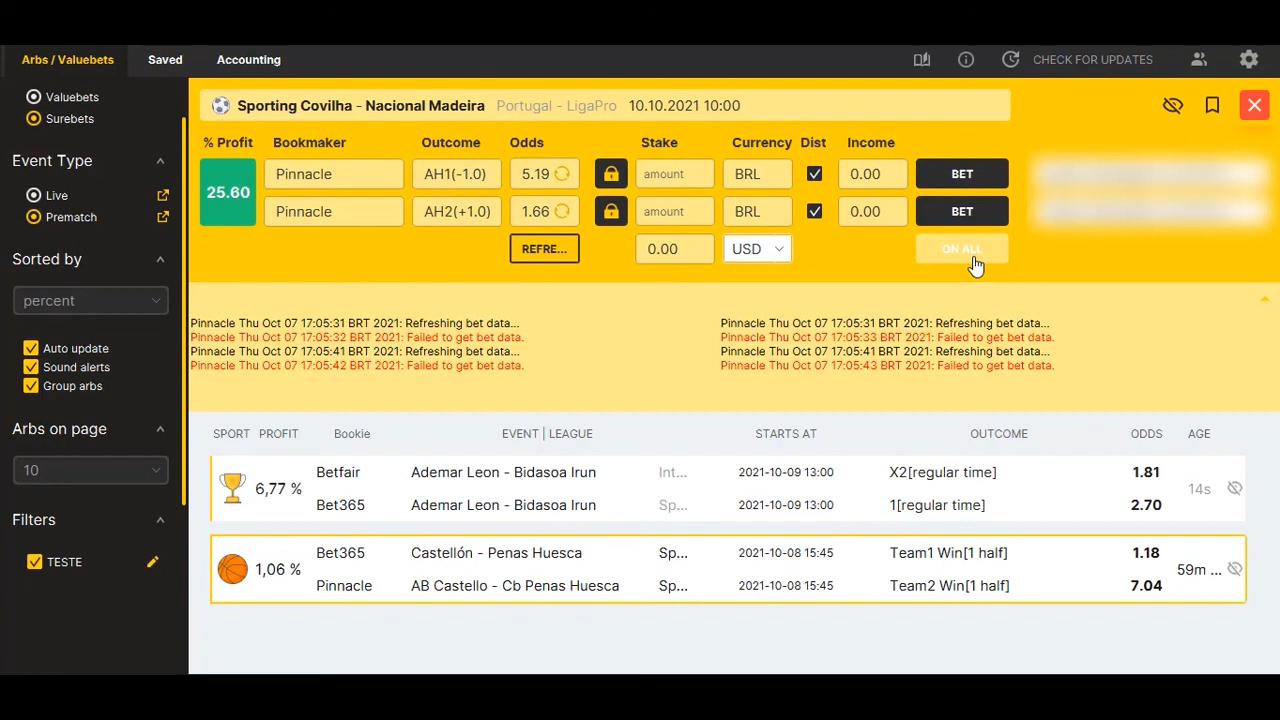 Arbs / Valuebets Saved Accounting CHECK FOR UPDATES
Valuebets
Surebets
Event Type
Live
Prematch
Sorted by
percent
Auto update
Sound alerts
Group arbs
Arbs on page
10
Filters
TESTE
Sporting Covilha - Nacional Madeira Portugal - LigaPro 10.10.2021 10:00
% Profit Bookmaker Outcome Odds Stake Currency Dist Income
25.60
Pinnacle AH1(-1.0) 5.19 amount BRL 0.00 BET
Pinnacle AH2(+1.0) 1.66 amount BRL 0.00 BET
REFRE... 0.00 USD ON ALL
Pinnacle Thu Oct 07 17:05:31 BRT 2021: Refreshing bet data...
Pinnacle Thu Oct 07 17:05:32 BRT 2021: Failed to get bet data.
Pinnacle Thu Oct 07 17:05:41 BRT 2021: Refreshing bet data...
Pinnacle Thu Oct 07 17:05:42 BRT 2021: Failed to get bet data.
Pinnacle Thu Oct 07 17:05:31 BRT 2021: Refreshing bet data...
Pinnacle Thu Oct 07 17:05:33 BRT 2021: Failed to get bet data.
Pinnacle Thu Oct 07 17:05:41 BRT 2021: Refreshing bet data...
Pinnacle Thu Oct 07 17:05:43 BRT 2021: Failed to get bet data.
SPORT PROFIT Bookie EVENT | LEAGUE STARTS AT OUTCOME ODDS AGE
6,77 %
Betfair Ademar Leon - Bidasoa Irun Int... 2021-10-09 13:00 X2[regular time] 1.81
Bet365 Ademar Leon - Bidasoa Irun Sp... 2021-10-09 13:00 1[regular time] 2.70
14s
1,06 %
Bet365 Castellón - Penas Huesca Sp... 2021-10-08 15:45 Team1 Win[1 half] 1.18
Pinnacle AB Castello - Cb Penas Huesca Sp... 2021-10-08 15:45 Team2 Win[1 half] 7.04
59m ...